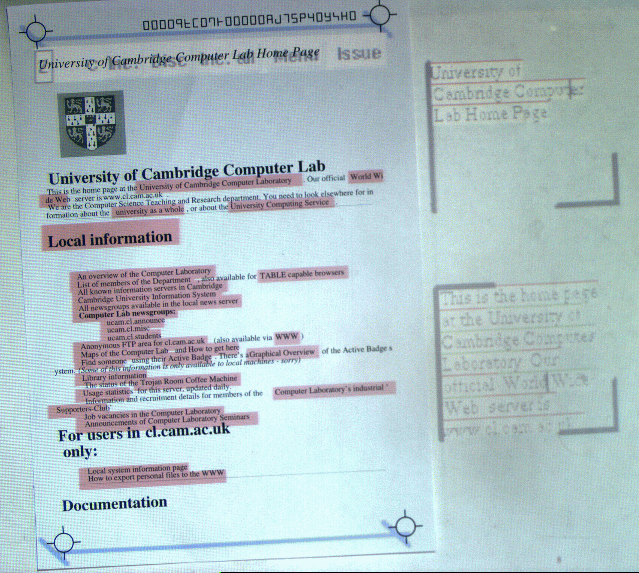 University of Cambridge Computer Lab Home Page
Issue
University of Cambridge Computer Lab
This is the home page at the University of Cambridge Computer Laboratory . Our official World Wi
de Web server is www.cl.cam.ac.uk
We are the Computer Science Teaching and Research department. You need to look elsewhere for in
formation about the university as a whole , or about the University Computing Service
Local information
An overview of the Computer Laboratory
List of members of the Department , also available for TABLE capable browsers
All known information servers in Cambridge
Cambridge University Information System
All newsgroups available in the local news server
Computer Lab newsgroups:
ucam.cl.announce
ucam.cl.misc
ucam.cl.students
Anonymous FTP area for cl.cam.ac.uk (also available via WWW )
Maps of the Computer Lab and How to get here
Find someone using their Active Badge - There's a Graphical Overview of the Active Badge s
ystem. (Some of this information is only available to local machines - sorry)
Library information
The status of the Trojan Room Coffee Machine
Usage statistics for this server, updated daily
Information and recruitment details for members of the Computer Laboratory's industrial
Supporters-Club
Job vacancies in the Computer Laboratory
Announcements of Computer Laboratory Seminars
For users in cl.cam.ac.uk
only:
Local system information page
How to export personal files to the WWW
Documentation
University of
Cambridge Computer
Lab Home Page
This is the home page
at the University of
Cambridge Computer
Laboratory. Our
official World Wide
Web server is
www.cl.cam.ac.uk